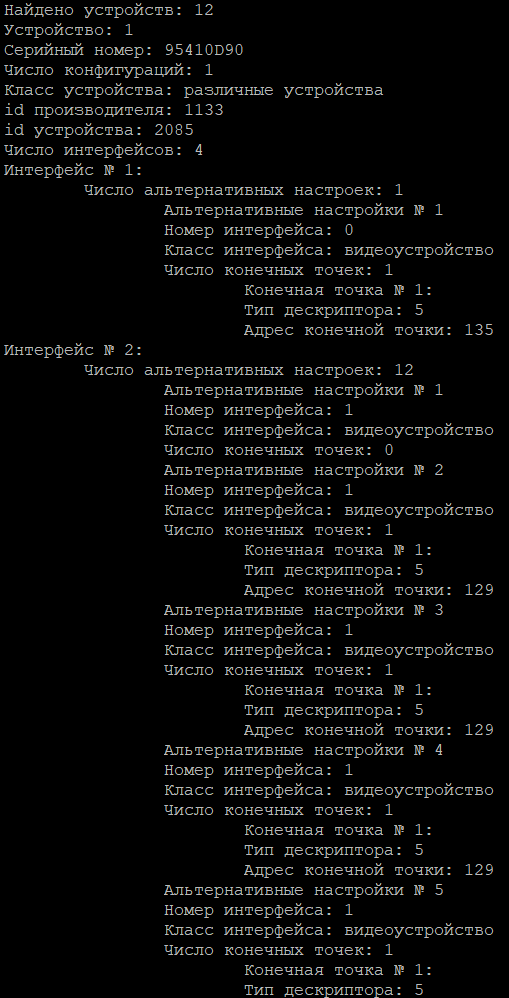 Найдено устройств: 12
Устройство: 1
Серийный номер: 95410D90
Число конфигураций: 1
Класс устройства: различные устройства
id производителя: 1133
id устройства: 2085
Число интерфейсов: 4
Интерфейс № 1:
Число альтернативных настроек: 1
Альтернативные настройки № 1
Номер интерфейса: 0
Класс интерфейса: видеоустройство
Число конечных точек: 1
Конечная точка № 1:
Тип дескриптора: 5
Адрес конечной точки: 135
Интерфейс № 2:
Число альтернативных настроек: 12
Альтернативные настройки № 1
Номер интерфейса: 1
Класс интерфейса: видеоустройство
Число конечных точек: 0
Альтернативные настройки № 2
Номер интерфейса: 1
Класс интерфейса: видеоустройство
Число конечных точек: 1
Конечная точка № 1:
Тип дескриптора: 5
Адрес конечной точки: 129
Альтернативные настройки № 3
Номер интерфейса: 1
Класс интерфейса: видеоустройство
Число конечных точек: 1
Конечная точка № 1:
Тип дескриптора: 5
Адрес конечной точки: 129
Альтернативные настройки № 4
Номер интерфейса: 1
Класс интерфейса: видеоустройство
Число конечных точек: 1
Конечная точка № 1:
Тип дескриптора: 5
Адрес конечной точки: 129
Альтернативные настройки № 5
Номер интерфейса: 1
Класс интерфейса: видеоустройство
Число конечных точек: 1
Конечная точка № 1:
Тип дескриптора: 5